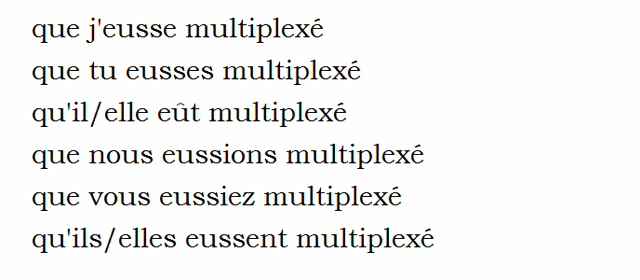 que j'eusse multiplexé
que tu eusses multiplexé
qu'il/elle eût multiplexé
que nous eussions multiplexé
que vous eussiez multiplexé
qu'ils/elles eussent multiplexé